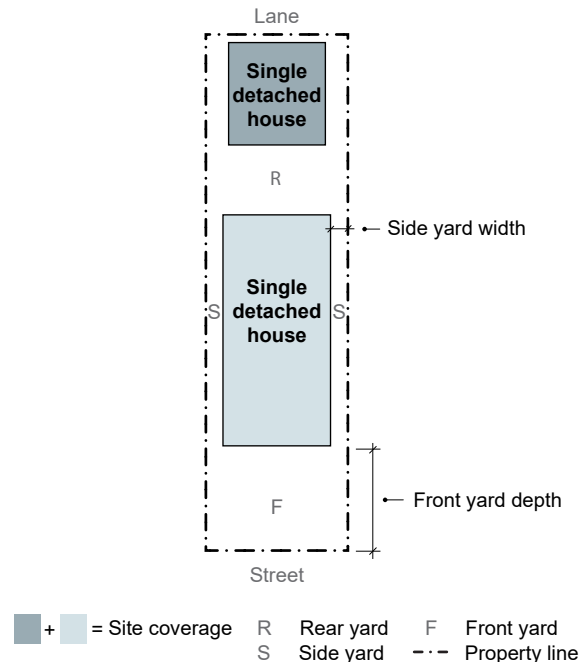 Lane
Single
detached
house
R
Side yard width
Single
detached
house
S
S
Front yard depth
F
Street
+ = Site coverage R Rear yard F Front yard
S Side yard Property line